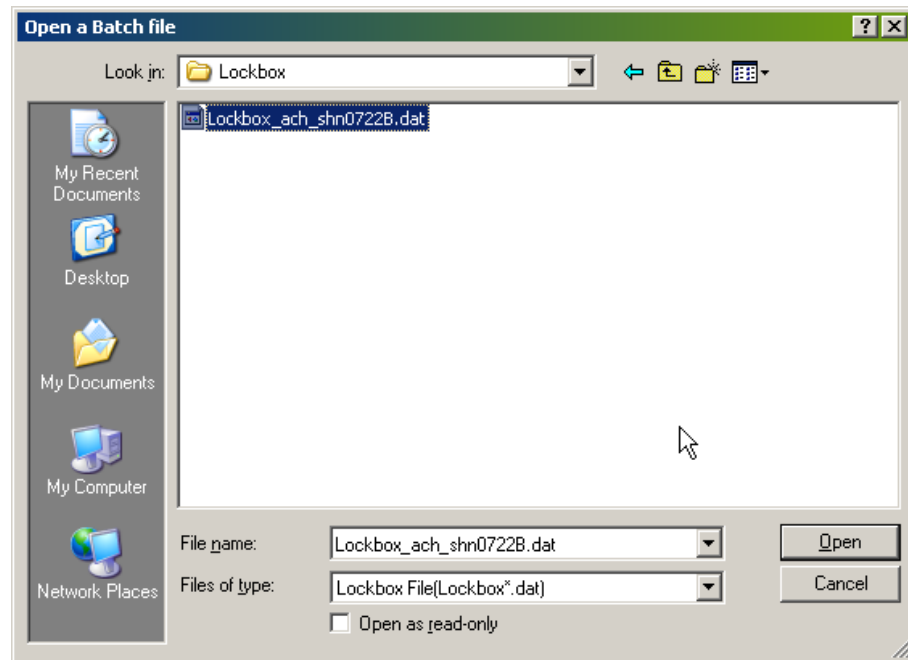 Open a Batch file
Look in:
Lockbox
Lockbox_ach_shn0722B.dat
My Recent
Documents
Desktop
My Documents
My Computer
Network Places
File name:
Lockbox_ach_shn0722B.dat
Open
Files of type:
Lockbox File(Lockbox*.dat)
Cancel
Open as read-only